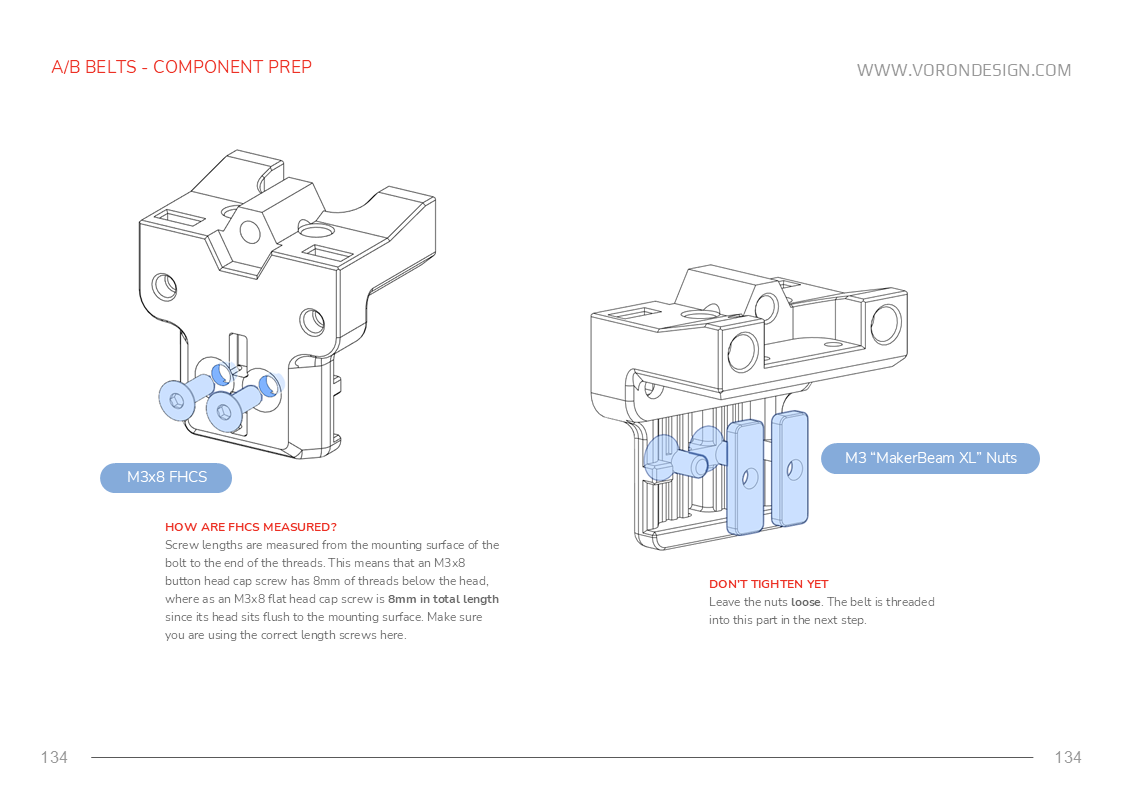 A/B BELTS - COMPONENT PREP
WWW.VORONDESIGN.COM
M3x8 FHCS
HOW ARE FHCS MEASURED?
Screw lengths are measured from the mounting surface of the
bolt to the end of the threads. This means that an M3x8
button head cap screw has 8mm of threads below the head,
where as an M3x8 flat head cap screw is 8mm in total length
since its head sits flush to the mounting surface. Make sure
you are using the correct length screws here.
M3 “MakerBeam XL” Nuts
DON'T TIGHTEN YET
Leave the nuts loose. The belt is threaded
into this part in the next step.
134
134